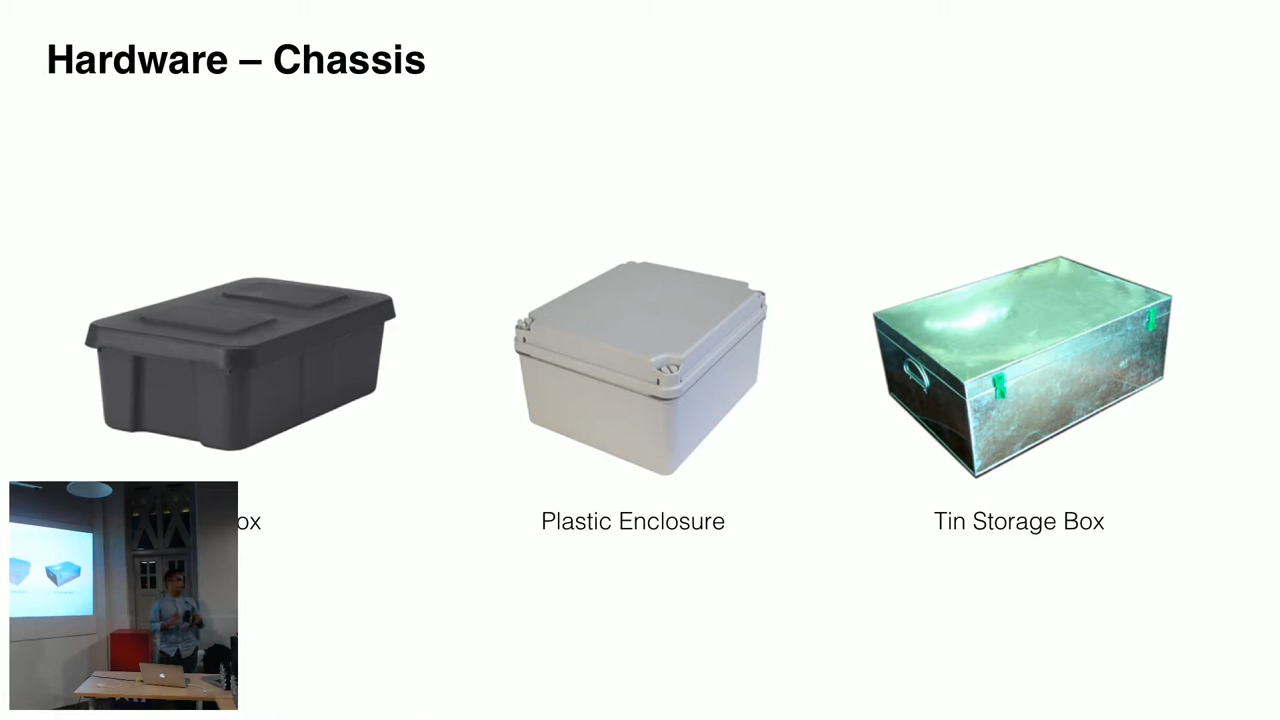 Hardware – Chassis
ox
Plastic Enclosure
Tin Storage Box